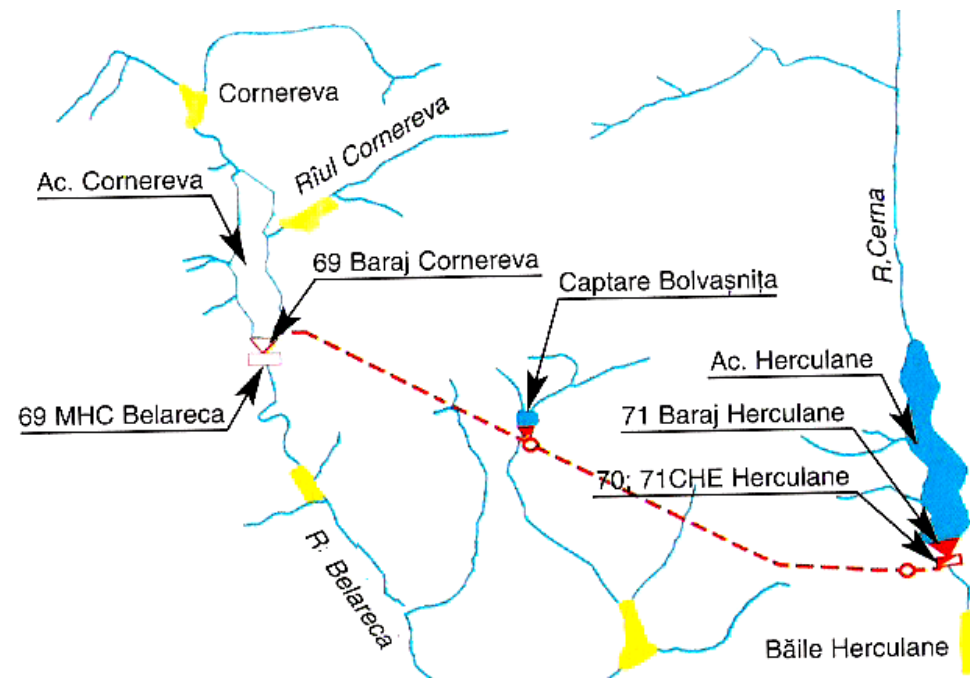 Cornereva
Rîul Cornereva
Ac. Cornereva
R.Cerna
69 Baraj Cornereva
Captare Bolvașnița
Ac. Herculane
69 MHC Belareca
71 Baraj Herculane
70; 71CHE Herculane
R: Belareca
Băile Herculane